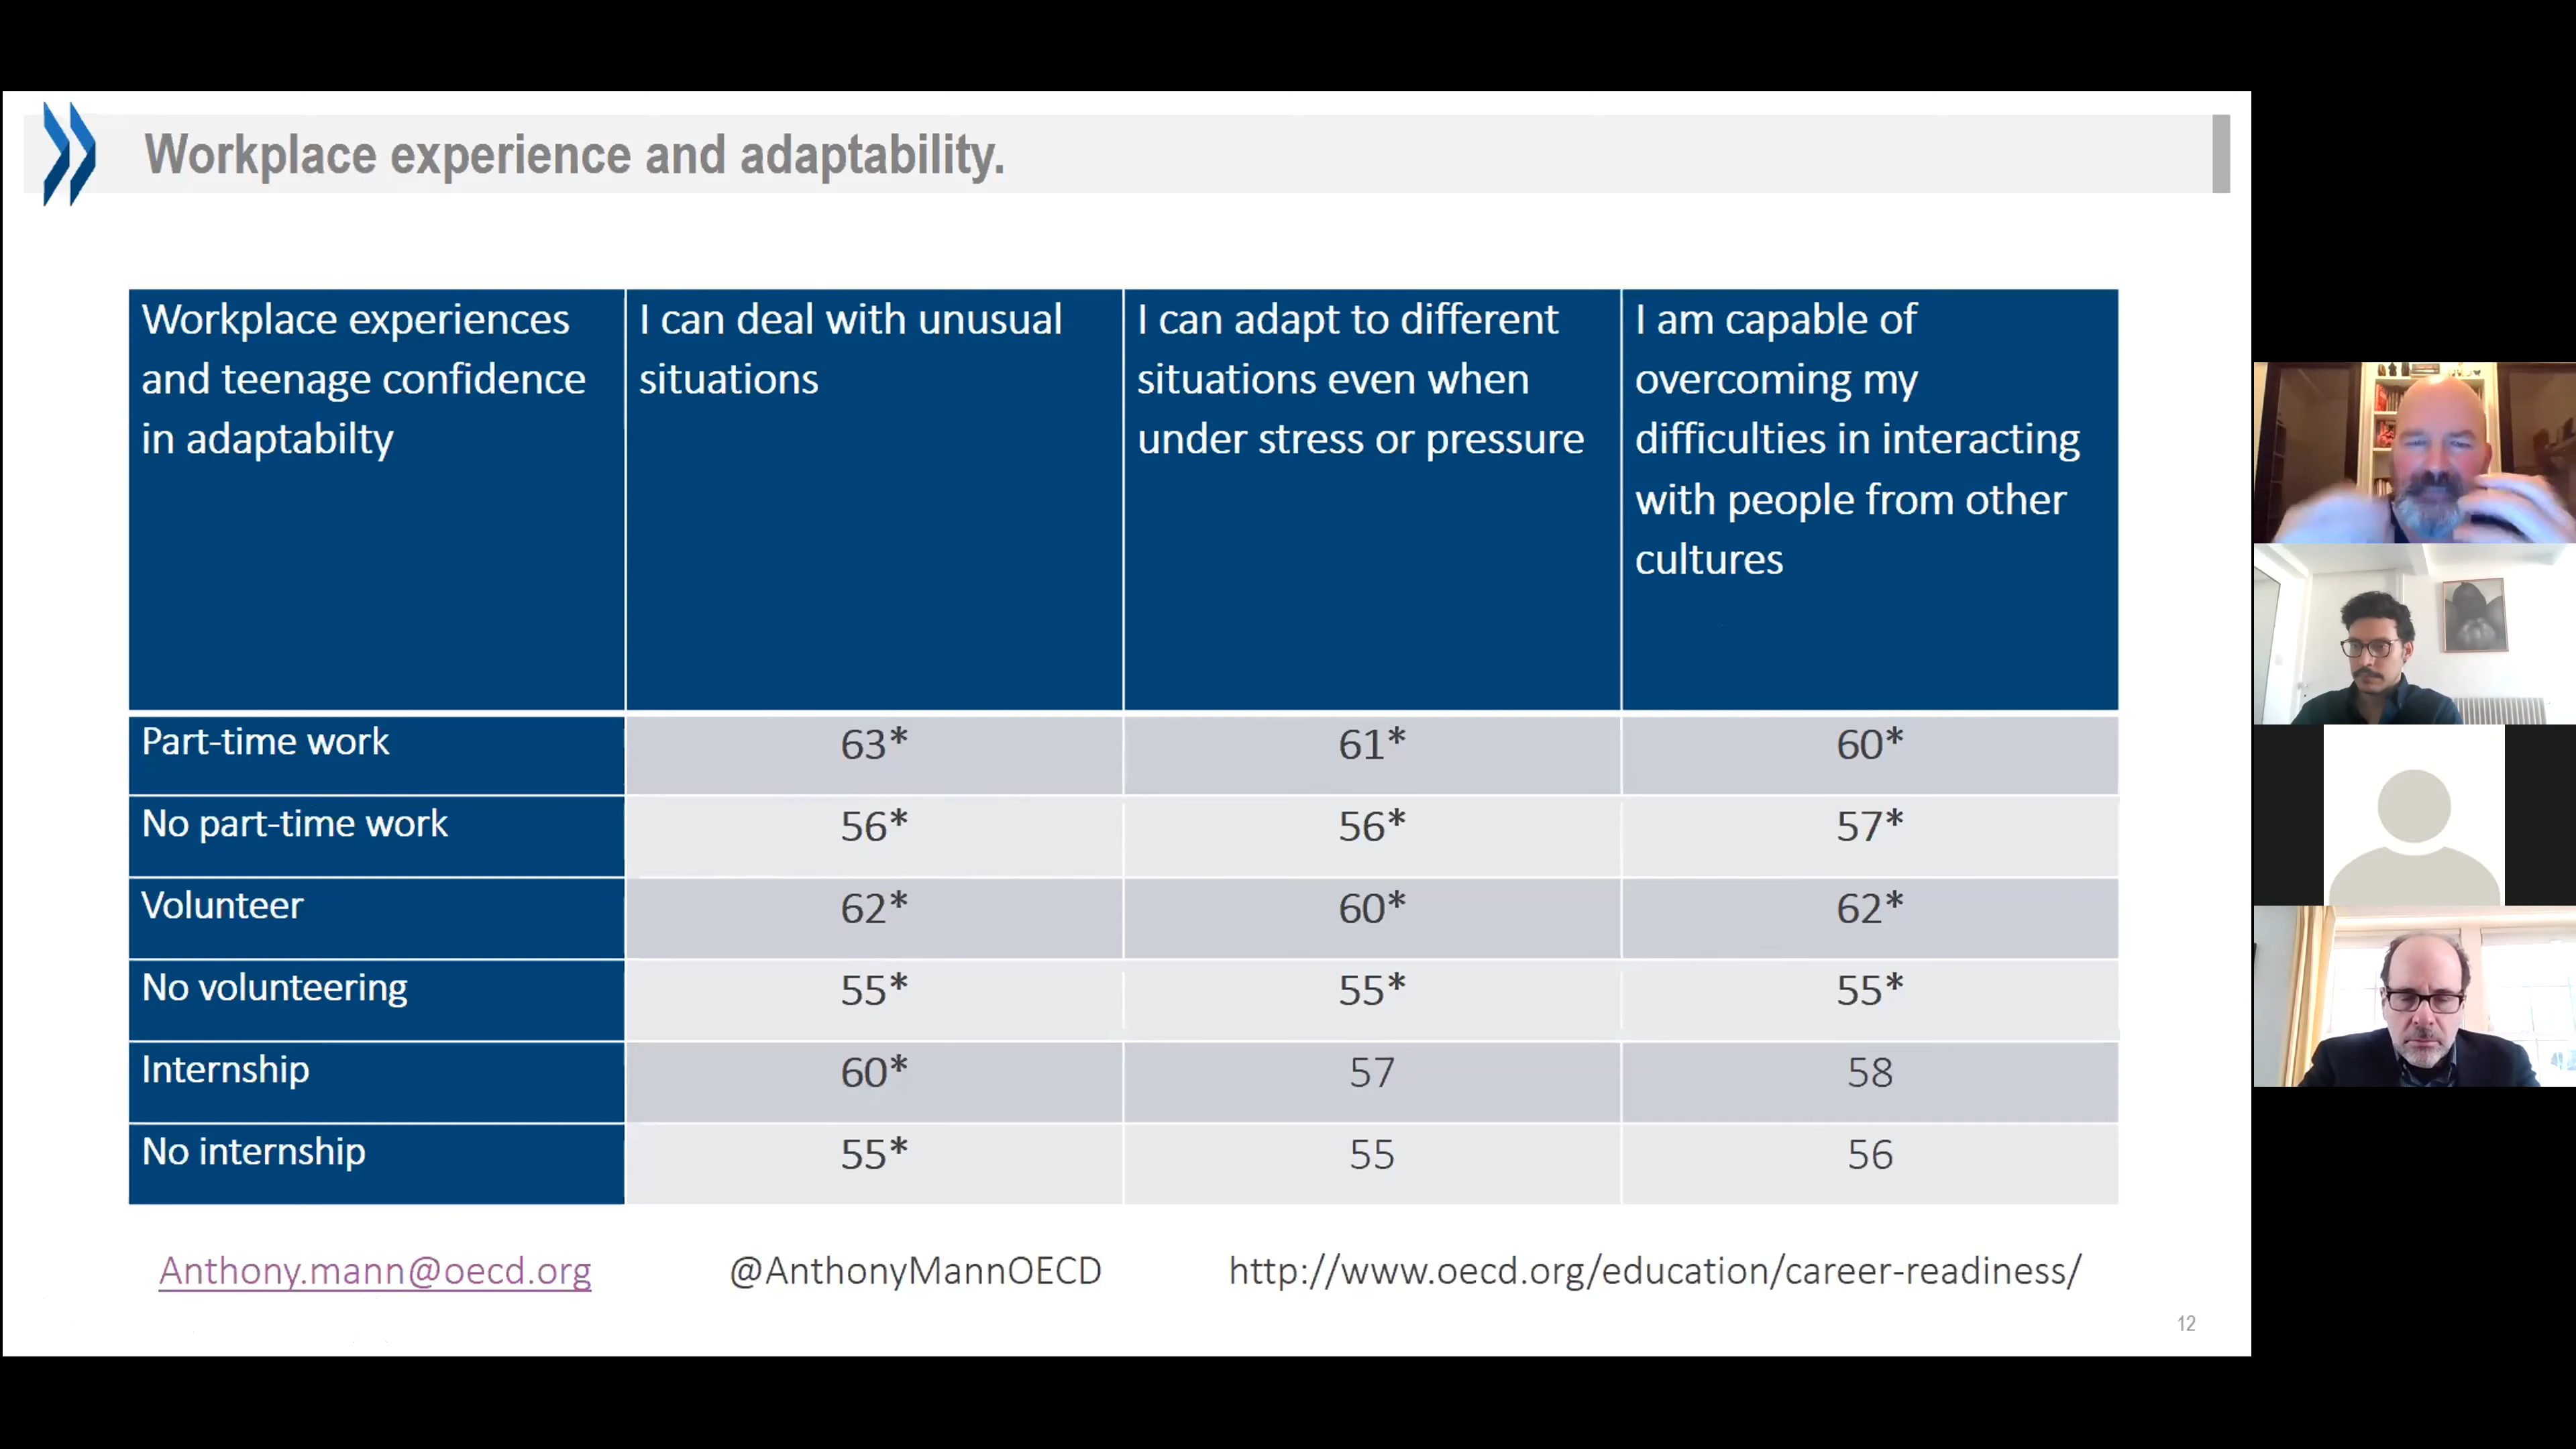 Workplace experience and adaptability.
Workplace experiences
and teenage confidence
in adaptabilty
I can deal with unusual
situations
I can adapt to different
situations even when
under stress or pressure
I am capable of
overcoming my
difficulties in interacting
with people from other
cultures
Part-time work 63* 61* 60*
No part-time work 56* 56* 57*
Volunteer 62* 60* 62*
No volunteering 55* 55* 55*
Internship 60* 57 58
No internship 55* 55 56
Anthony.mann@oecd.org @AnthonyMannOECD http://www.oecd.org/education/career-readiness/
12